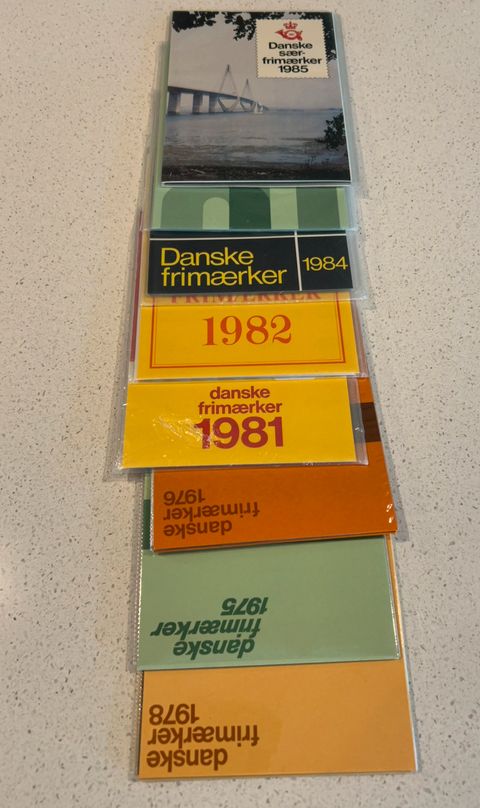 Danske
sær-
frimærker
1985
Danske
frimærker
1984
FRIMÆRKER
1982
danske
frimærker
1981
danske
frimærker
1976
danske
frimærker
1975
danske
frimærker
1978